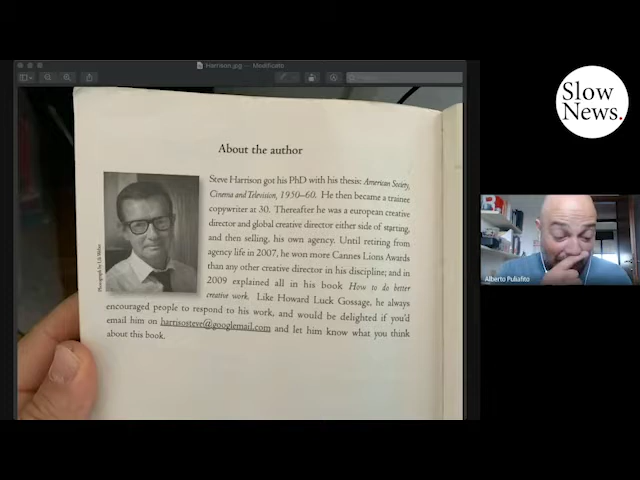 Harrison.jpg — Modificato
Slow
News.
About the author
Steve Harrison got his PhD with his thesis: American Society,
Cinema and Television, 1950–60. He then became a trainee
copywriter at 30. Thereafter he was a european creative
director and global creative director either side of starting,
and then selling, his own agency. Until retiring from
agency life in 2007, he won more Cannes Lions Awards
than any other creative director in his discipline; and in
2009 explained all in his book How to do better
creative work. Like Howard Luck Gossage, he always
encouraged people to respond to his work, and would be delighted if you'd
email him on harrisosteve@googlemail.com and let him know what you think
about this book.
Photograph by
Alberto Puliafito